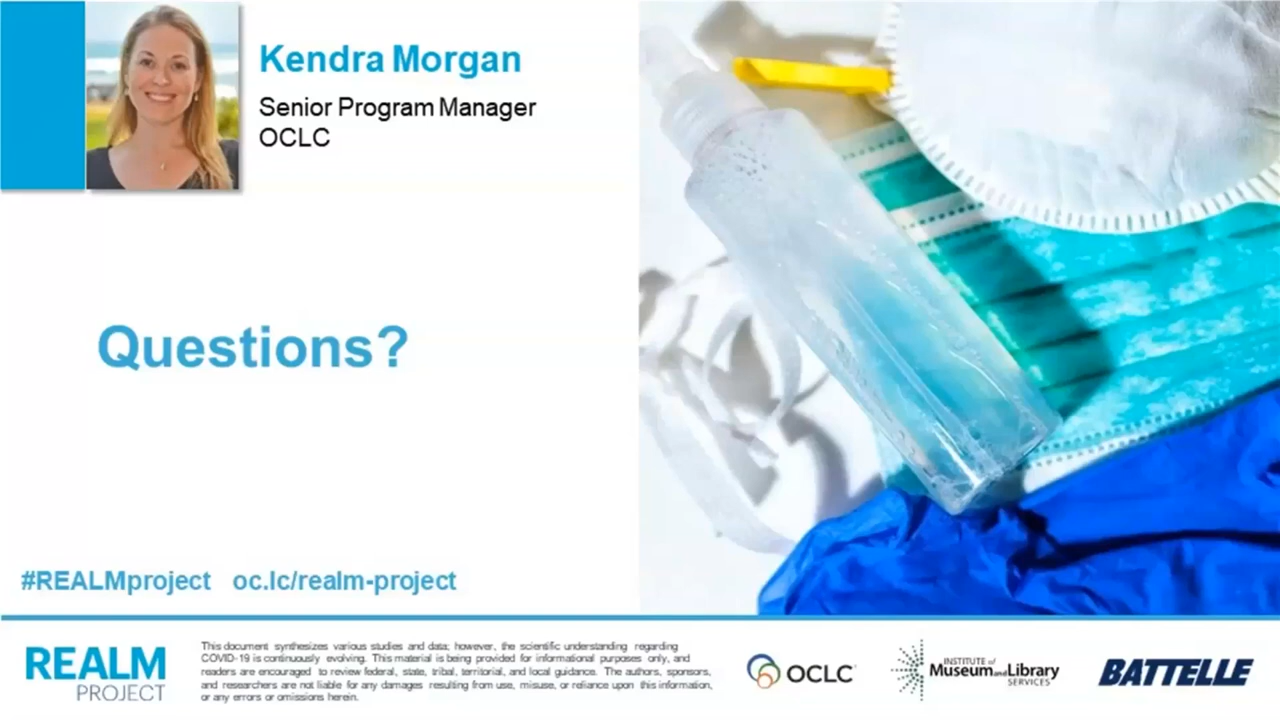 Kendra Morgan
Senior Program Manager
OCLC
Questions?
#REALMproject oc.lc/realm-project
REALM
PROJECT
This document synthesizes various studies and data; however, the scientific understanding regarding
COVID-19 is continuously evolving. This material is being provided for informational purposes only, and
readers are encouraged to review federal, state, tribal, territorial, and local guidance. The authors, sponsors,
and researchers are not liable for any damages resulting from use, misuse, or reliance upon this information,
or any errors or omissions herein.
OCLC
INSTITUTE of
Museum and Library
SERVICES
BATTELLE